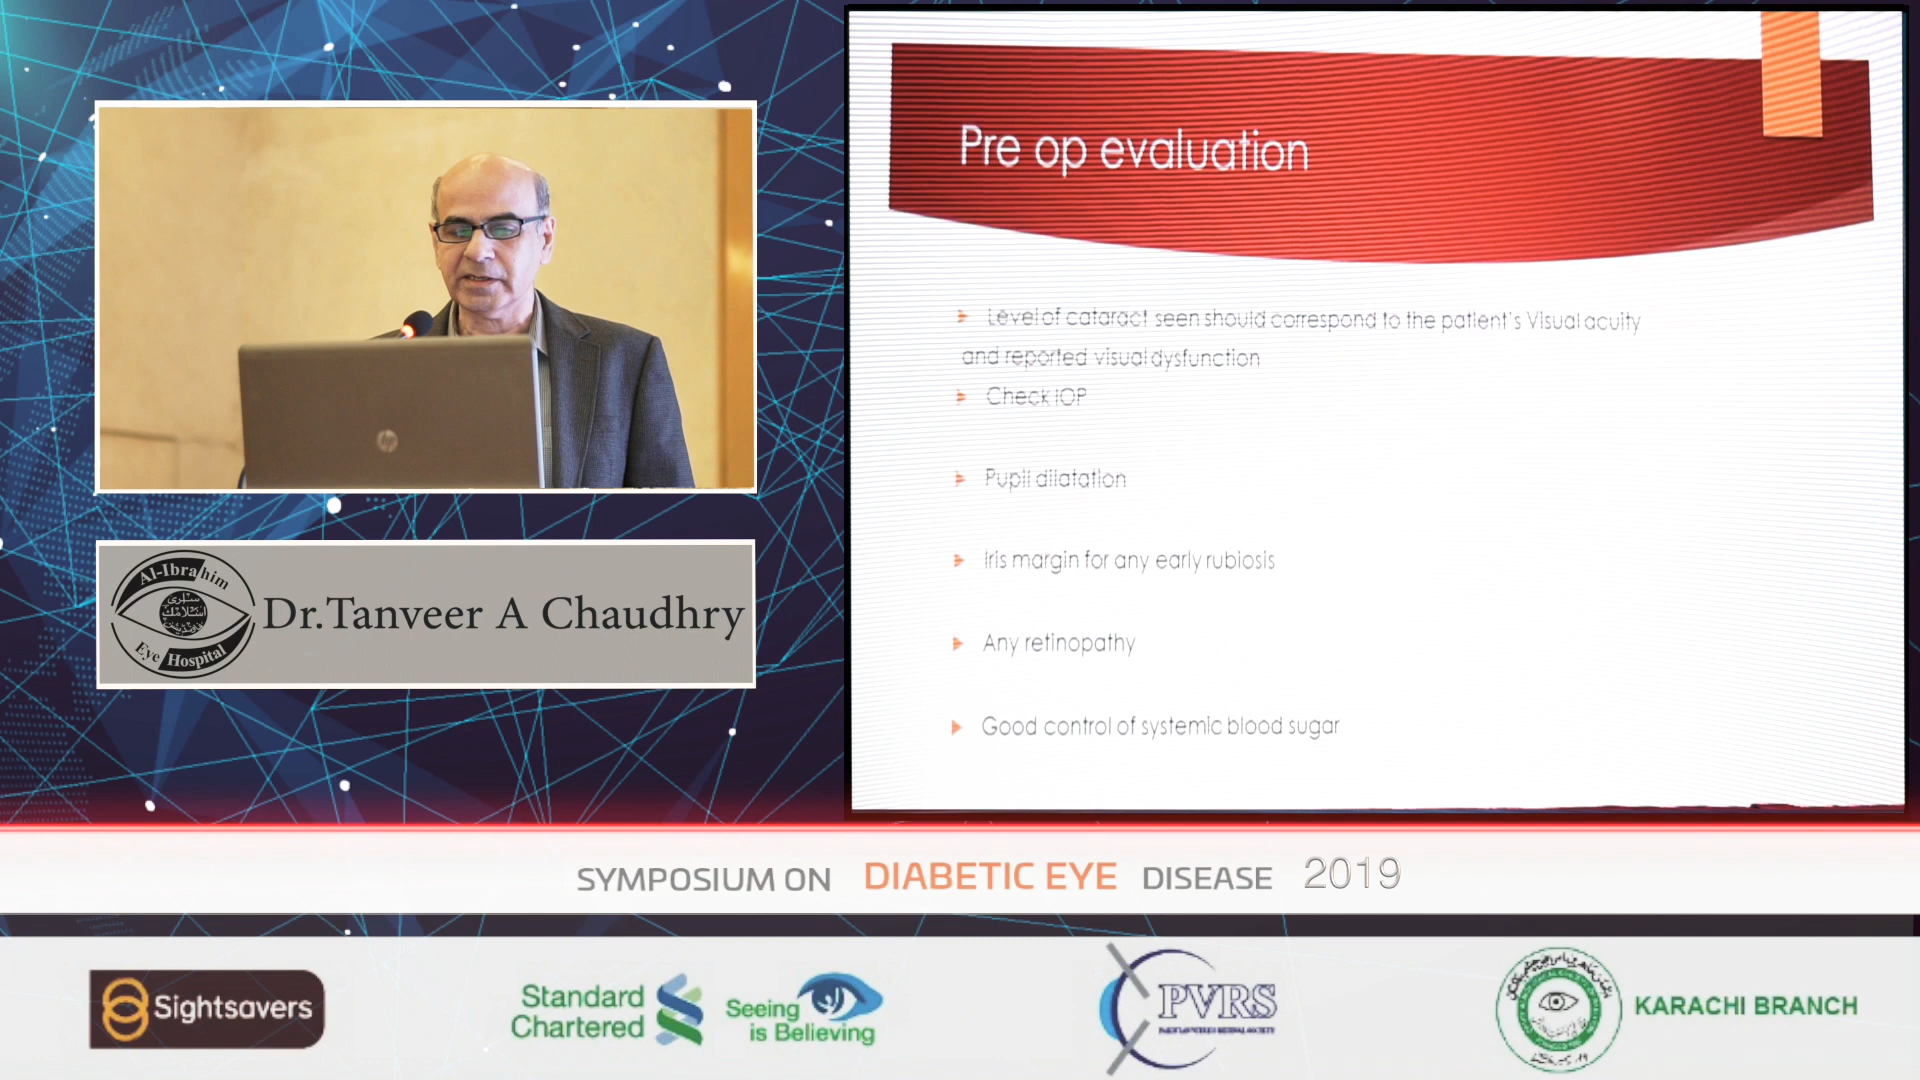 Pre op evaluation
Level of cataract seen should correspond to the patient's Visual acuity
and reported visual dysfunction
Check IOP
Pupil dilatation
Iris margin for any early rubiosis
Any retinopathy
Good control of systemic blood sugar
hp
Al-Ibrahim
Eye Hospital
Dr.Tanveer A Chaudhry
SYMPOSIUM ON DIABETIC EYE DISEASE 2019
Sightsavers
Standard
Chartered
Seeing
is Believing
PVRS
KARACHI BRANCH